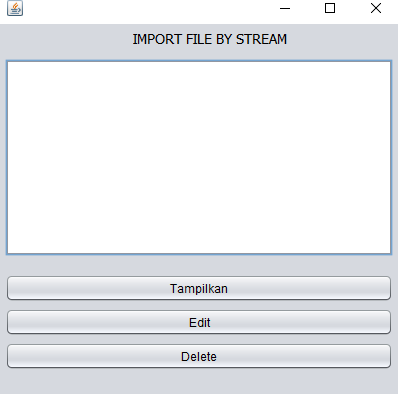 IMPORT FILE BY STREAM
Tampilkan
Edit
Delete